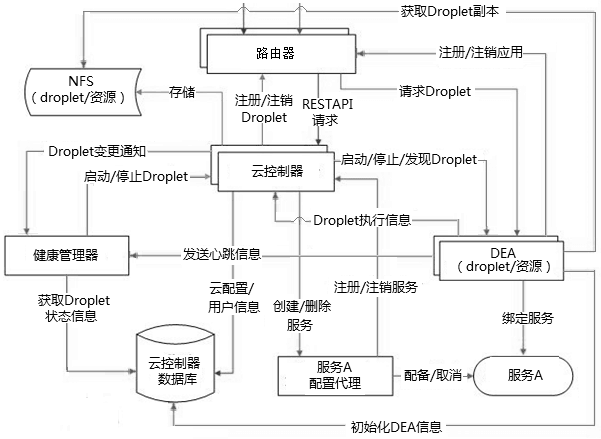 获取Droplet副本
路由器
注册/注销应用
NFS
（droplet/资源）
存储
注册/注销
Droplet
RESTAPI
请求
请求Droplet
Droplet变更通知
启动/停止Droplet
云控制器
启动/停止/发现Droplet
Droplet执行信息
健康管理器
发送心跳信息
DEA
（droplet/资源）
获取Droplet
状态信息
云配置/
用户信息
创建/删除
服务
注册/注销服务
绑定服务
云控制器
数据库
服务A
配置代理
配备/取消
服务A
初始化DEA信息